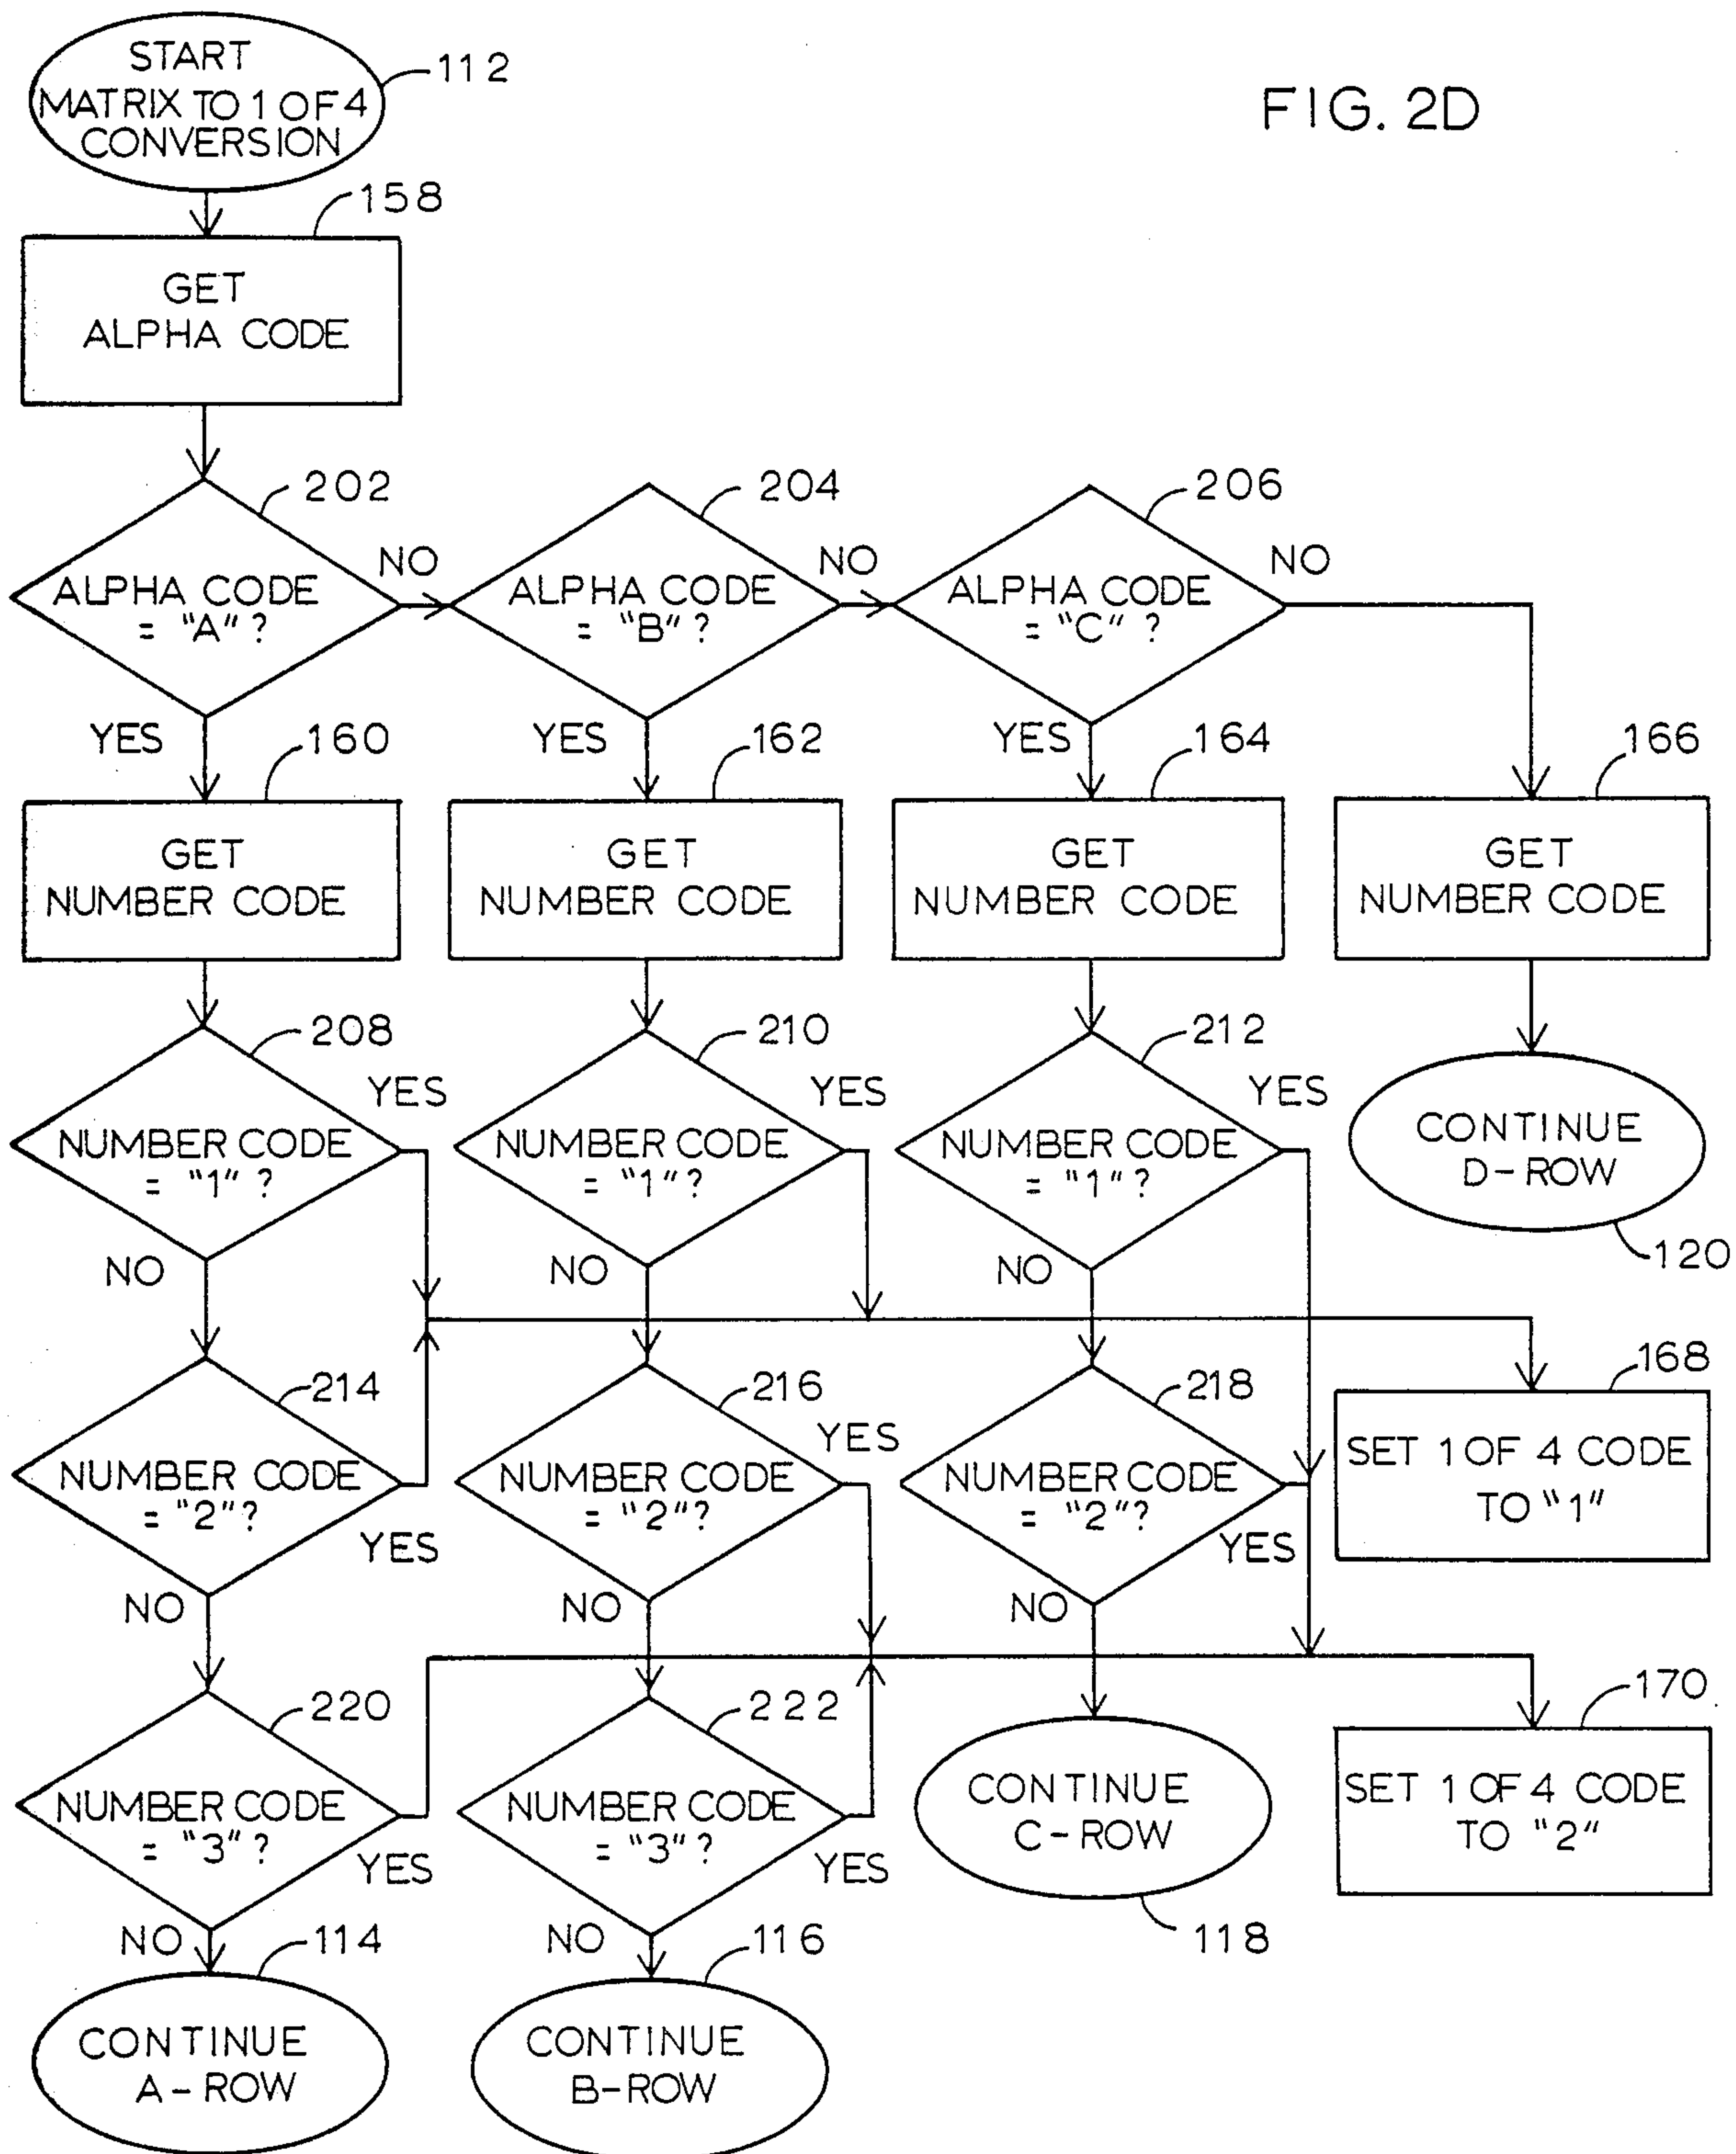 FIG. 2D
START
MATRIX TO 1 OF 4
CONVERSION
112
158
GET
ALPHA CODE
202
204
206
NO
NO
NO
ALPHA CODE
= "A" ?
ALPHA CODE
= "B" ?
ALPHA CODE
= "C" ?
YES
160
YES
162
YES
164
166
GET
NUMBER CODE
GET
NUMBER CODE
GET
NUMBER CODE
GET
NUMBER CODE
208
210
212
YES
YES
YES
NUMBER CODE
= "1" ?
NUMBER CODE
= "1" ?
NUMBER CODE
= "1" ?
CONTINUE
D-ROW
120
NO
NO
NO
214
216
218
168
YES
NUMBER CODE
= "2" ?
NUMBER CODE
= "2" ?
NUMBER CODE
= "2" ?
SET 1 OF 4 CODE
TO "1"
YES
YES
NO
NO
NO
220
222
170
NUMBER CODE
= "3" ?
NUMBER CODE
= "3" ?
CONTINUE
C-ROW
SET 1 OF 4 CODE
TO "2"
YES
YES
118
NO
114
NO
116
CONTINUE
A-ROW
CONTINUE
B-ROW